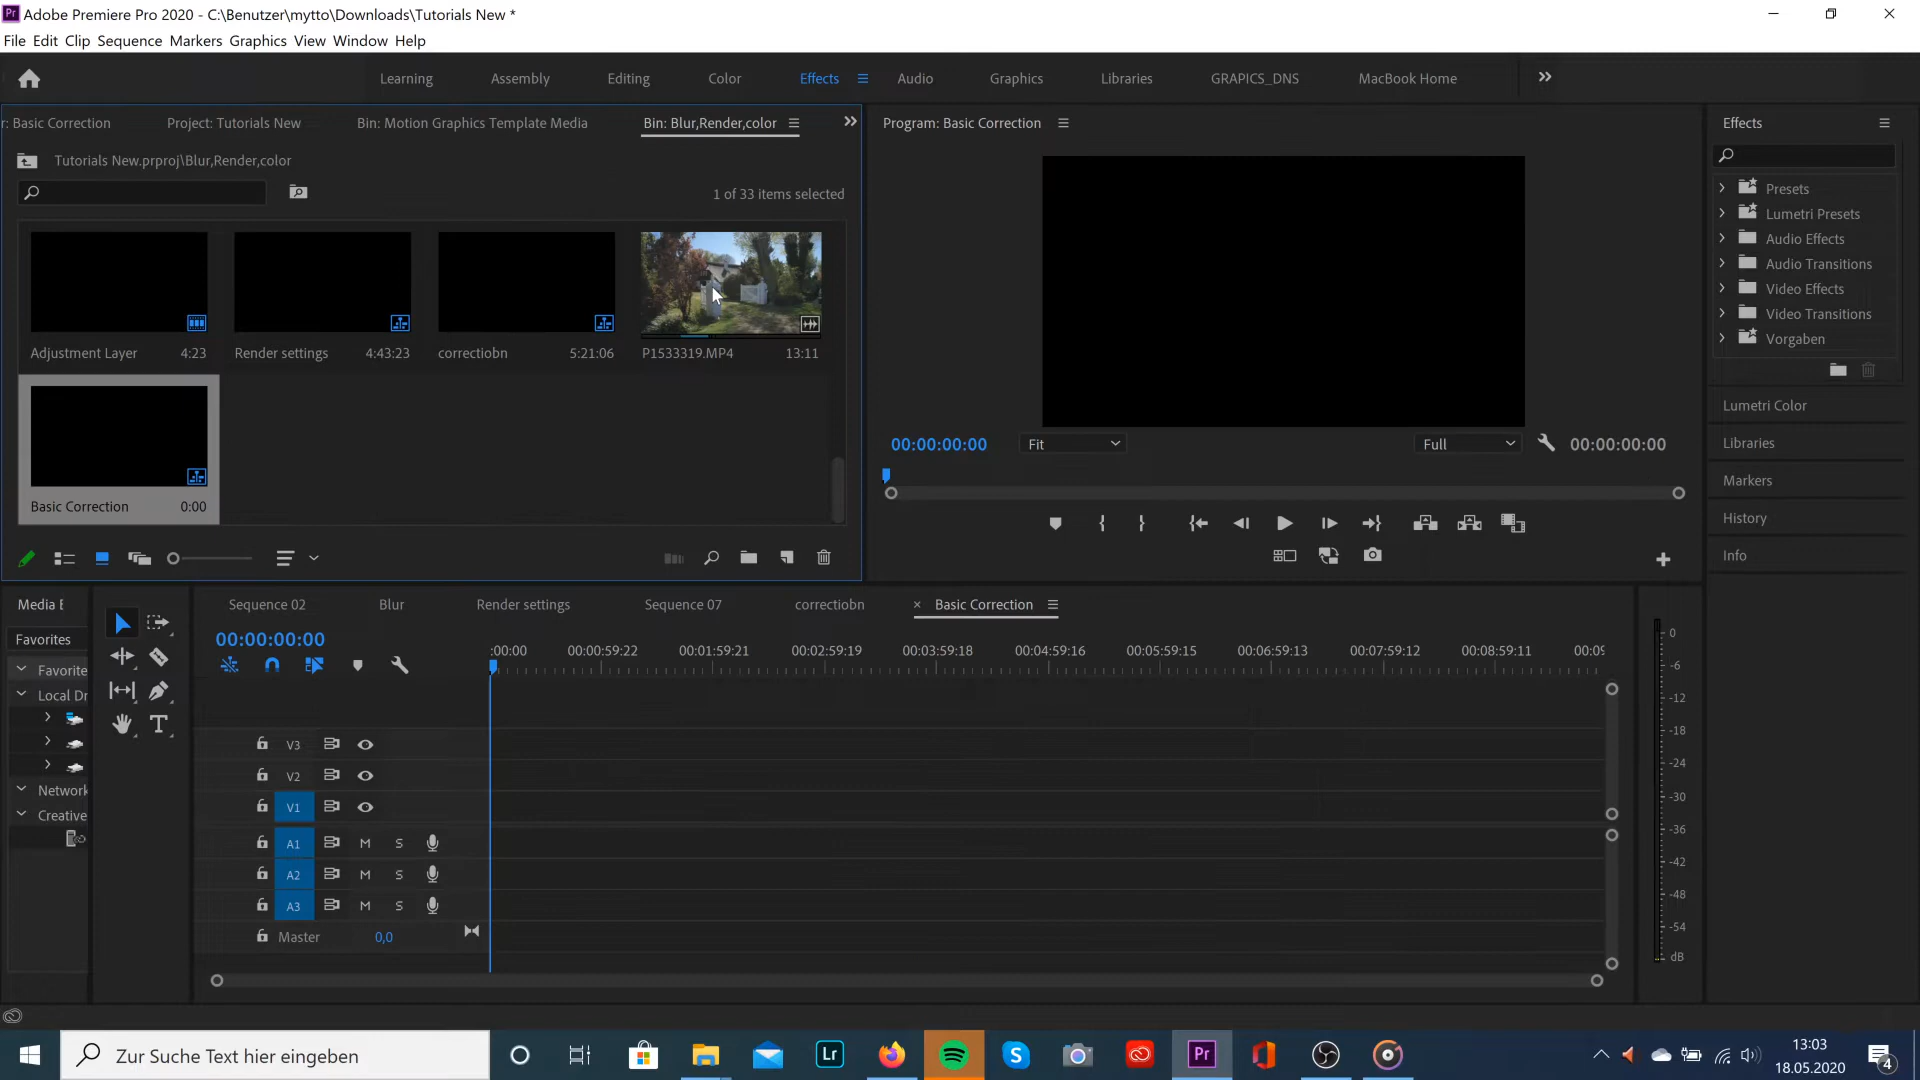 Pr Adobe Premiere Pro 2020 - C:\Benutzer\mytto\Downloads\Tutorials New *
File Edit Clip Sequence Markers Graphics View Window Help
Learning Assembly Editing Color Effects Audio Graphics Libraries GRAPICS_DNS MacBook Home
r: Basic Correction Project: Tutorials New Bin: Motion Graphics Template Media Bin: Blur,Render,color
Tutorials New.prproj\Blur,Render,color
1 of 33 items selected
Adjustment Layer 4:23 Render settings 4:43:23 correctiobn 5:21:06 P1533319.MP4 13:11
Basic Correction 0:00
Program: Basic Correction
00:00:00:00 Fit Full 00:00:00:00
Effects
Presets
Lumetri Presets
Audio Effects
Audio Transitions
Video Effects
Video Transitions
Vorgaben
Lumetri Color
Libraries
Markers
History
Info
Media E
Favorites
Favorite
Local Dr
Network
Creative
T
Sequence 02 Blur Render settings Sequence 07 correctiobn × Basic Correction
00:00:00:00
:00:00 00:00:59:22 00:01:59:21 00:02:59:19 00:03:59:18 00:04:59:16 00:05:59:15 00:06:59:13 00:07:59:12 00:08:59:11 00:09
V3
V2
V1
A1 M S
A2 M S
A3 M S
Master 0,0
0
-6
-12
-18
-24
-30
-36
-42
-48
-54
dB
Zur Suche Text hier eingeben
Lr
Pr
13:03
18.05.2020
4